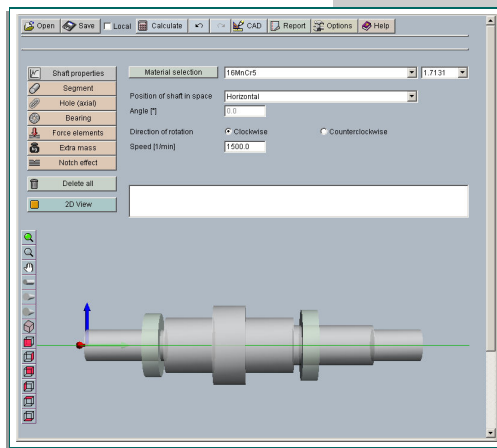 Open Save Local Calculate CAD Report Options Help
Shaft properties Material selection 16MnCr5 1.7131
Segment
Hole (axial) Position of shaft in space Horizontal
Bearing Angle [°] 0.0
Force elements Direction of rotation Clockwise Counterclockwise
Extra mass Speed [1/min] 1500.0
Notch effect
Delete all
2D View